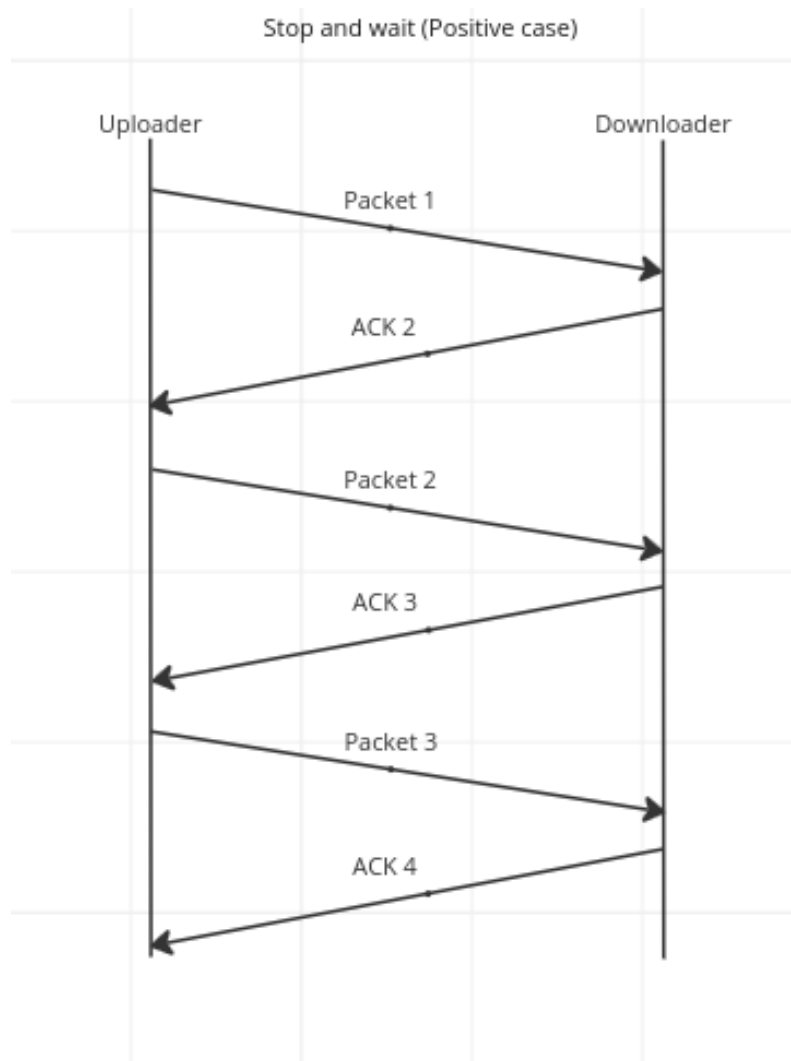 Stop and wait (Positive case)
Uploader
Downloader
Packet 1
ACK 2
Packet 2
ACK 3
Packet 3
ACK 4